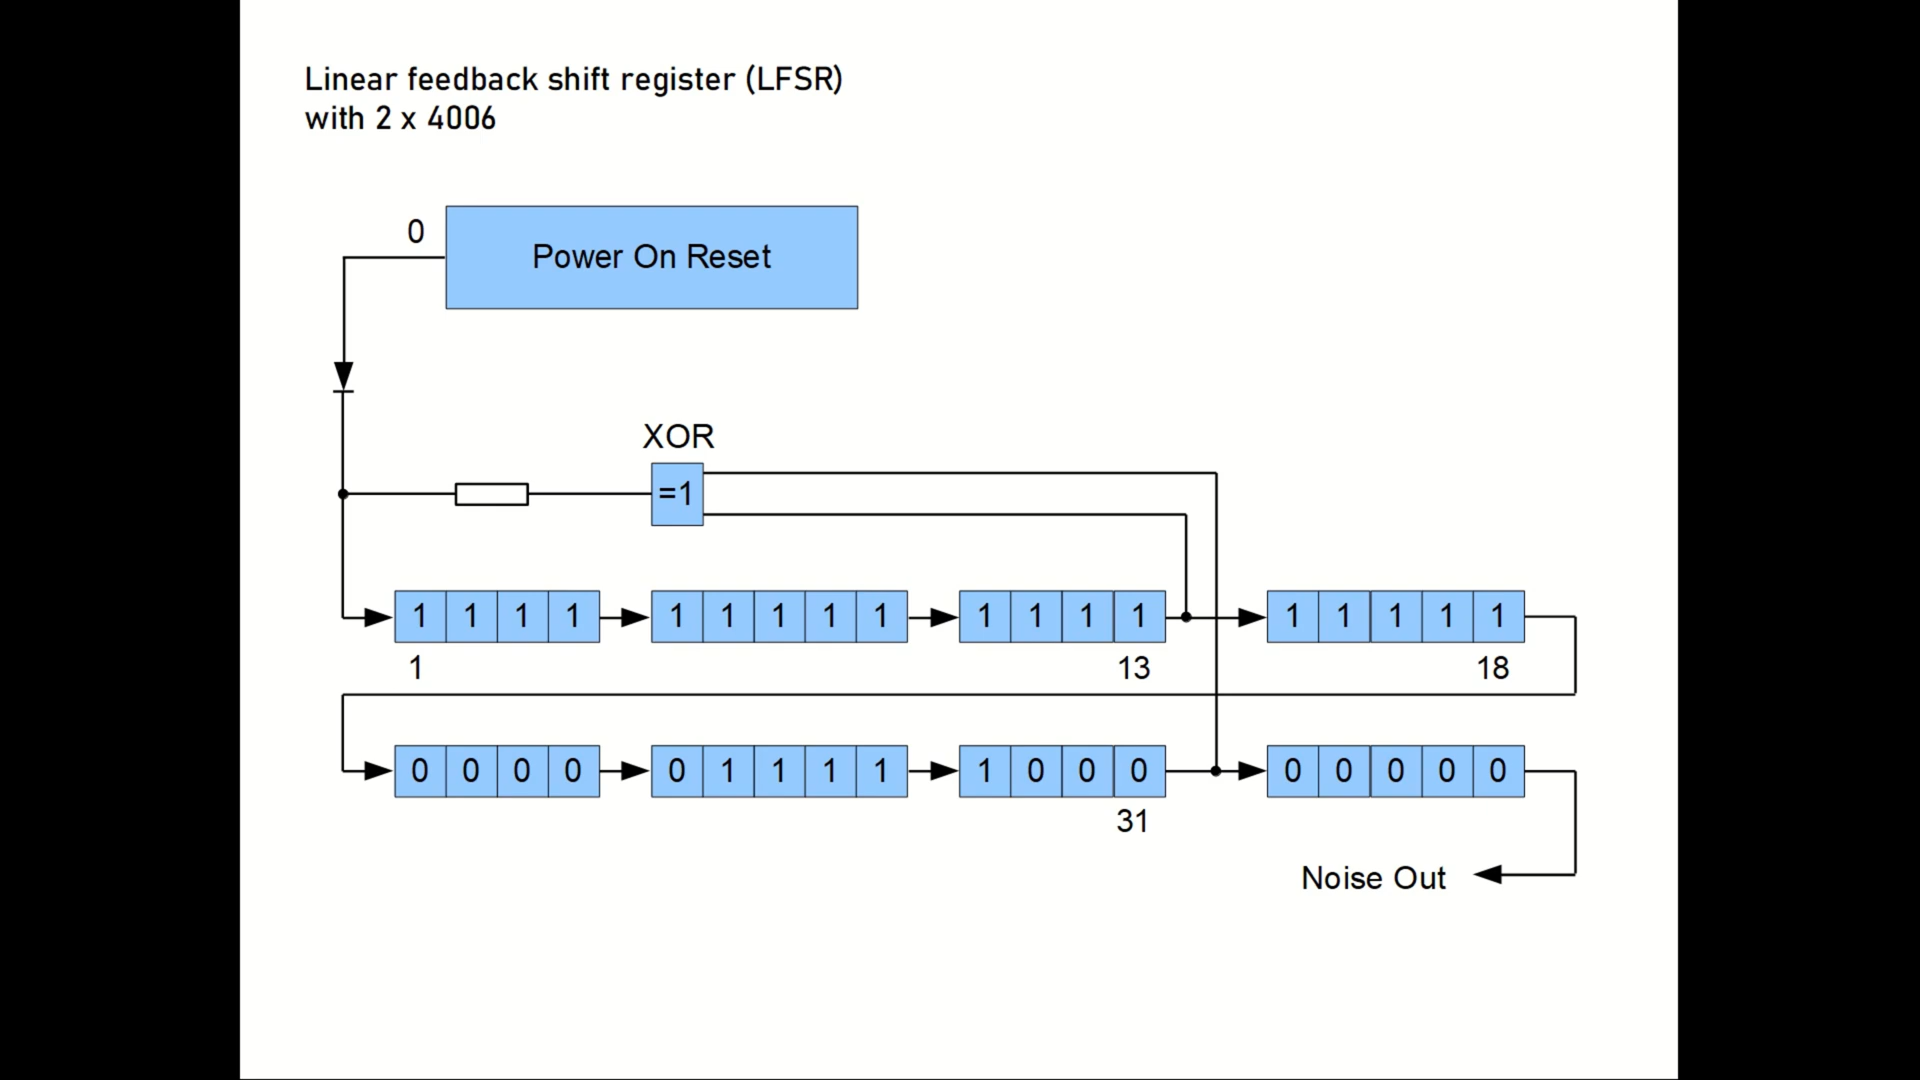 Linear feedback shift register (LFSR)
with 2 x 4006
0
Power On Reset
XOR
=1
1 1 1 1 1 1 1 1 1 1 1 1 1 1 1 1 1 1
1 13 18
0 0 0 0 0 1 1 1 1 1 0 0 0 0 0 0 0 0
31
Noise Out